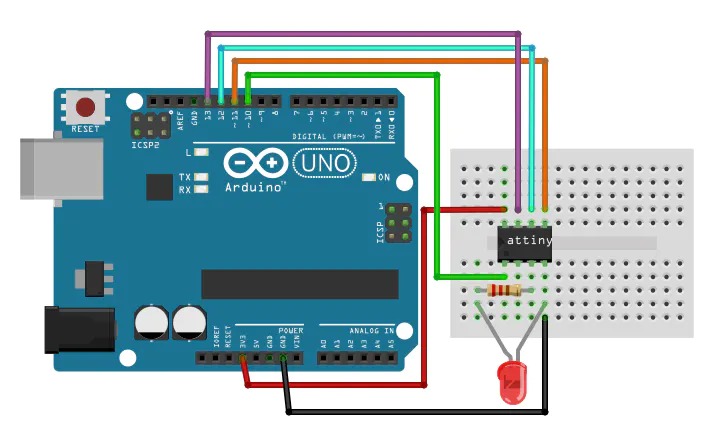 RESET
ICSP2
AREF
GND
13
12
~11
~10
~9
8
7
~6
~5
4
~3
2
TX0▶1
RX0◀0
DIGITAL (PWM=~)
L
TX
RX
UNO
Arduino™
ON
1
ICSP
POWER
ANALOG IN
IOREF
RESET
3V3
5V
GND
GND
VIN
A0
A1
A2
A3
A4
A5
attiny